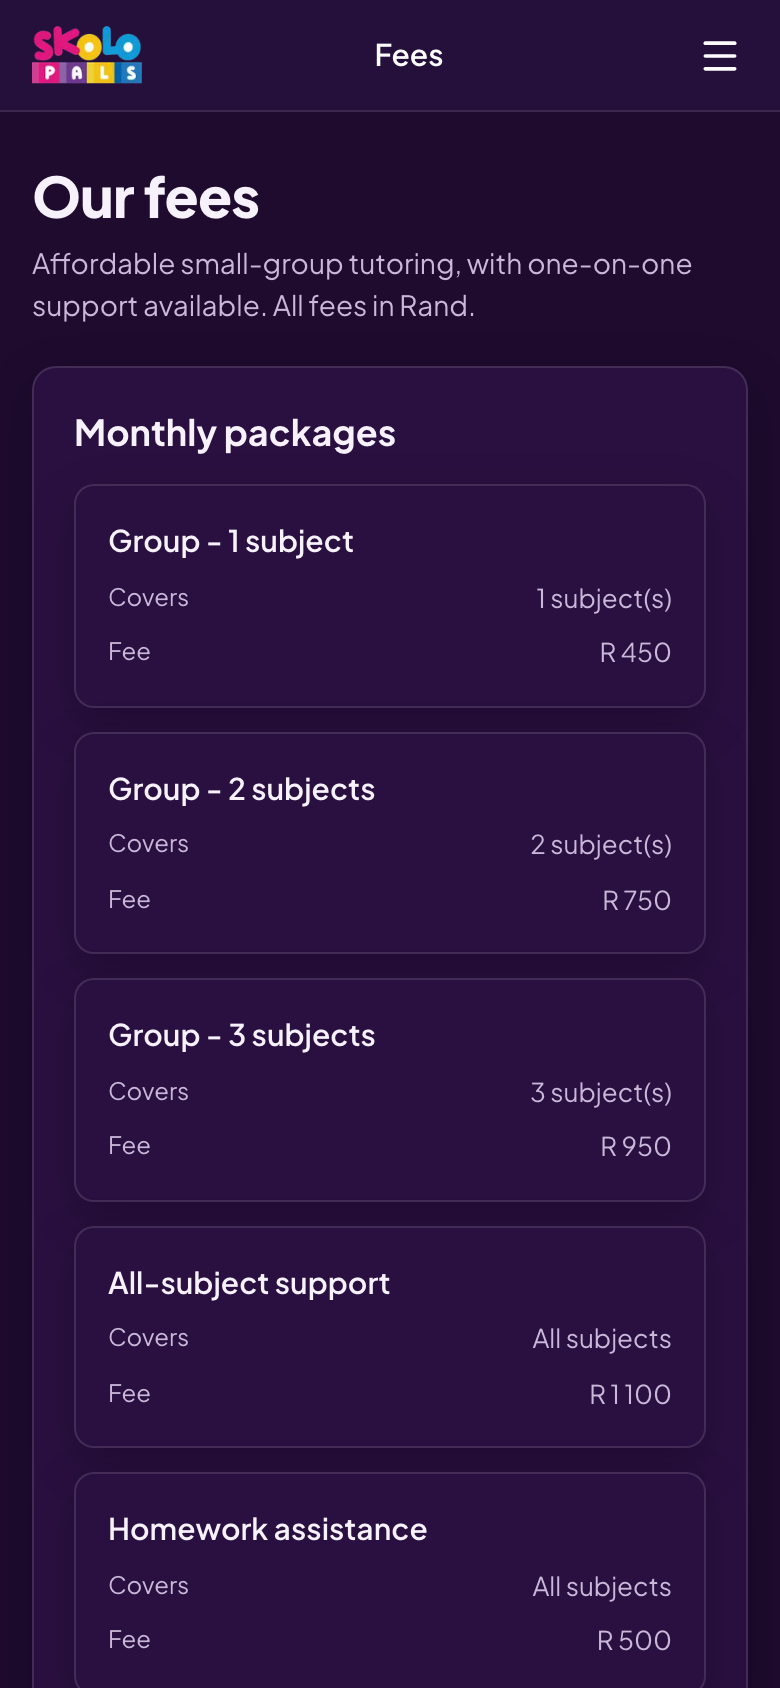 SKOLO
PALS
Fees
Our fees
Affordable small-group tutoring, with one-on-one
support available. All fees in Rand.
Monthly packages
Group - 1 subject
Covers 1 subject(s)
Fee R 450
Group - 2 subjects
Covers 2 subject(s)
Fee R 750
Group - 3 subjects
Covers 3 subject(s)
Fee R 950
All-subject support
Covers All subjects
Fee R 1 100
Homework assistance
Covers All subjects
Fee R 500